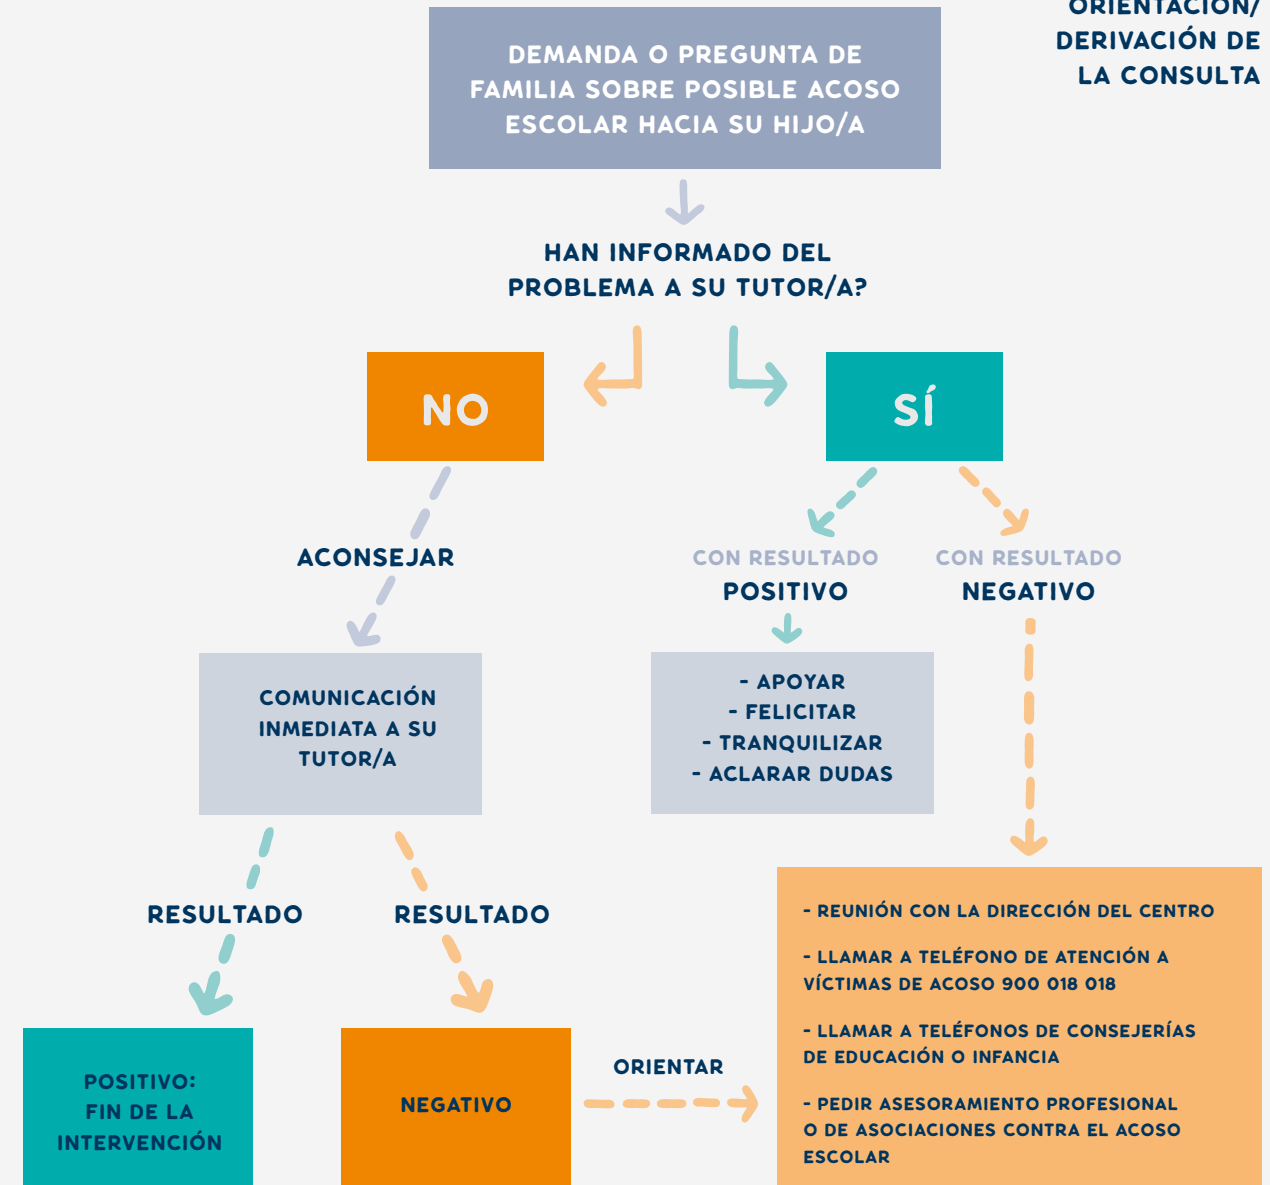 ORIENTACIÓN/
DERIVACIÓN DE
LA CONSULTA
DEMANDA O PREGUNTA DE
FAMILIA SOBRE POSIBLE ACOSO
ESCOLAR HACIA SU HIJO/A
HAN INFORMADO DEL
PROBLEMA A SU TUTOR/A?
NO
SÍ
ACONSEJAR
CON RESULTADO
POSITIVO
CON RESULTADO
NEGATIVO
COMUNICACIÓN
INMEDIATA A SU
TUTOR/A
- APOYAR
- FELICITAR
- TRANQUILIZAR
- ACLARAR DUDAS
RESULTADO
RESULTADO
POSITIVO:
FIN DE LA
INTERVENCIÓN
NEGATIVO
ORIENTAR
- REUNIÓN CON LA DIRECCIÓN DEL CENTRO
- LLAMAR A TELÉFONO DE ATENCIÓN A
VÍCTIMAS DE ACOSO 900 018 018
- LLAMAR A TELÉFONOS DE CONSEJERÍAS
DE EDUCACIÓN O INFANCIA
- PEDIR ASESORAMIENTO PROFESIONAL
O DE ASOCIACIONES CONTRA EL ACOSO
ESCOLAR